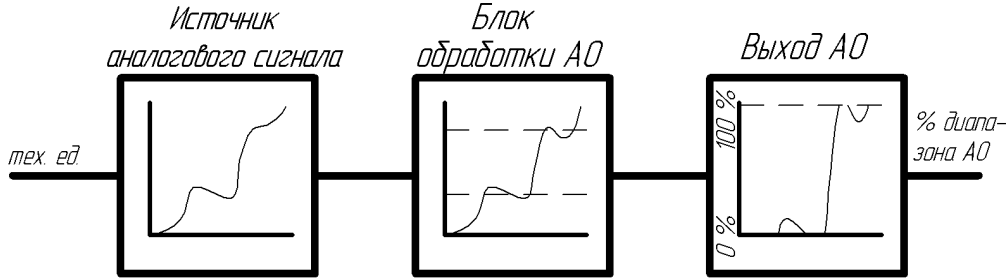 Источник
аналогового сигнала
Блок
обработки АО
Выход АО
тех. ед.
100 %
0 %
% диапа-
зона АО